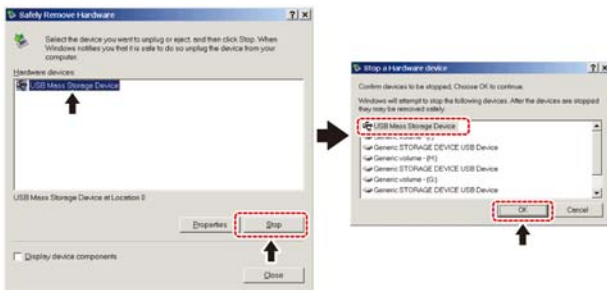 Safely Remove Hardware
Select the device you want to unplug or eject, and then click Stop. When
Windows notifies you that it is safe to do so unplug the device from your
computer.
Hardware devices:
USB Mass Storage Device
USB Mass Storage Device at Location 0
Properties
Stop
Display device components
Close
Stop a Hardware device
Confirm devices to be stopped, Choose OK to continue.
Windows will attempt to stop the following devices. After the devices are stopped
they may be removed safely.
USB Mass Storage Device
Generic volume -
Generic STORAGE DEVICE USB Device
Generic volume - (H:)
Generic STORAGE DEVICE USB Device
Generic volume - (G:)
Generic STORAGE DEVICE USB Device
OK
Cancel